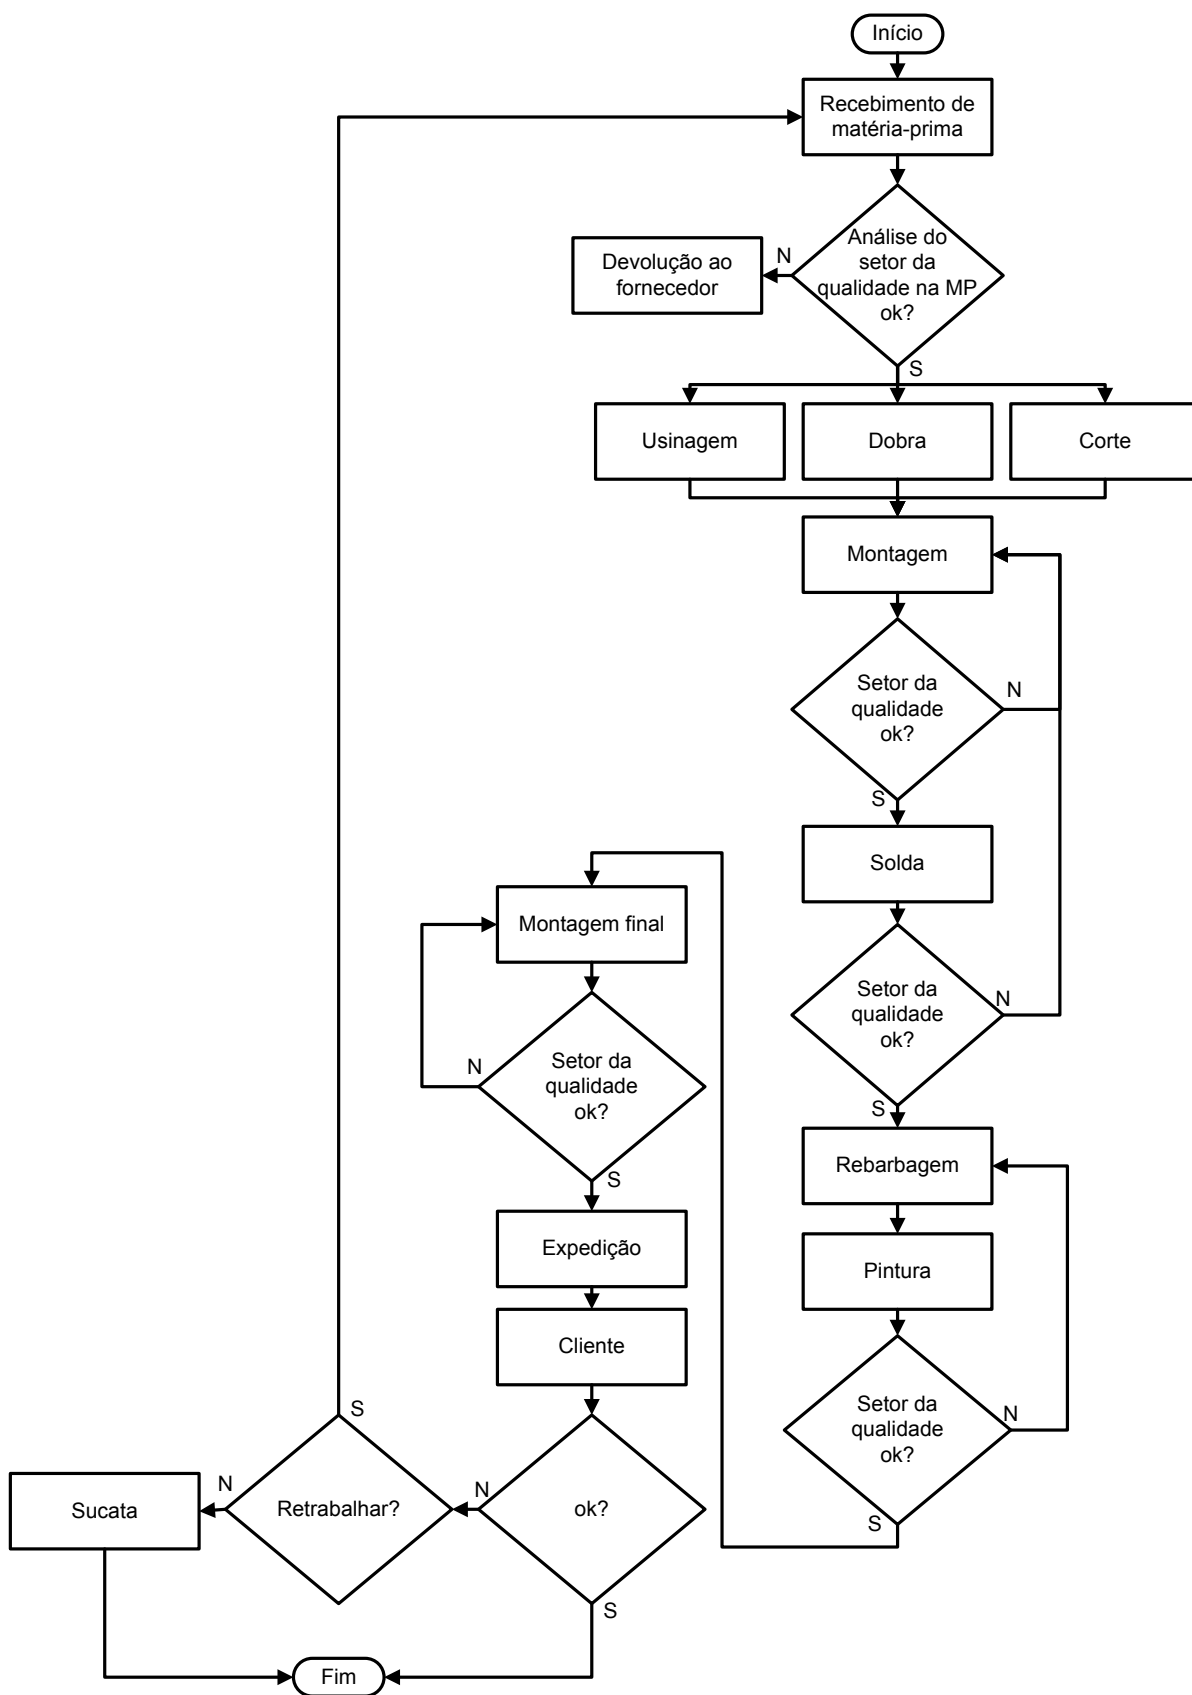 Início
Recebimento de
matéria-prima
Análise do
setor da
qualidade na MP
ok?
N
Devolução ao
fornecedor
S
Usinagem
Dobra
Corte
Montagem
Setor da
qualidade
ok?
N
S
Solda
Setor da
qualidade
ok?
N
S
Rebarbagem
Pintura
Setor da
qualidade
ok?
N
S
Montagem final
Setor da
qualidade
ok?
N
S
Expedição
Cliente
ok?
N
S
Retrabalhar?
S
N
Sucata
Fim